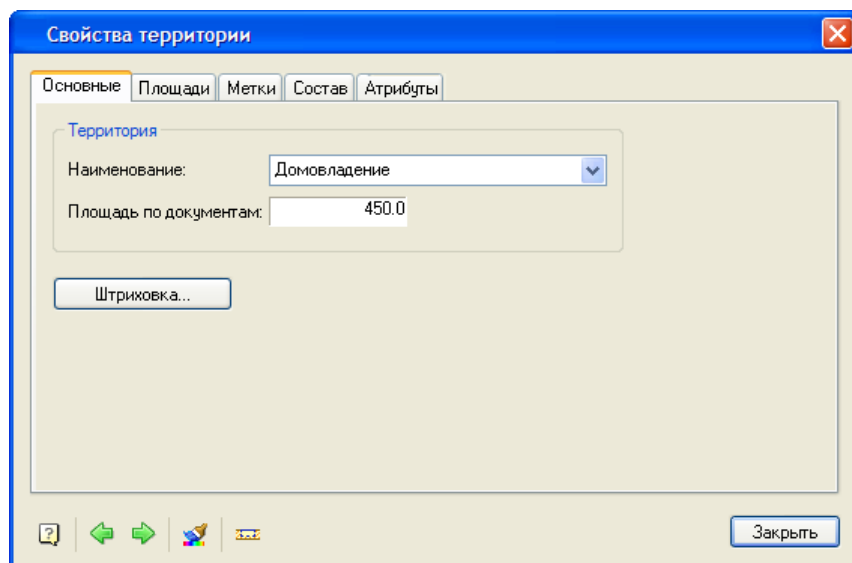 Свойства территории
Основные Площади Метки Состав Атрибуты
Территория
Наименование: Домовладение
Площадь по документам: 450.0
Штриховка...
Закрыть